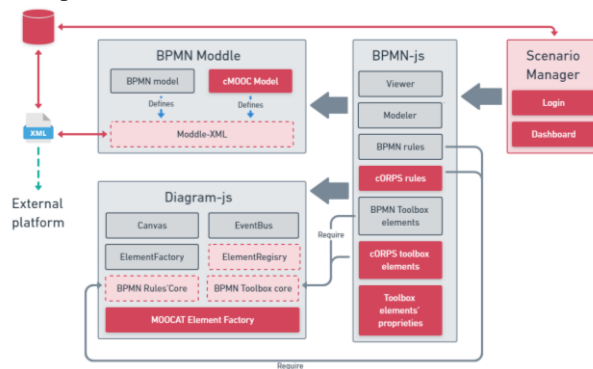 BPMN Moddle
BPMN model
cMOOC Model
Defines
Defines
Moddle-XML
BPMN-js
Viewer
Modeler
BPMN rules
cORPS rules
BPMN Toolbox
elements
cORPS toolbox
elements
Toolbox
elements'
proprieties
Scenario
Manager
Login
Dashboard
XML
External
platform
Diagram-js
Canvas
EventBus
ElementFactory
ElementRegisry
BPMN Rules'Core
BPMN Toolbox core
MOOCAT Element Factory
Require
Require